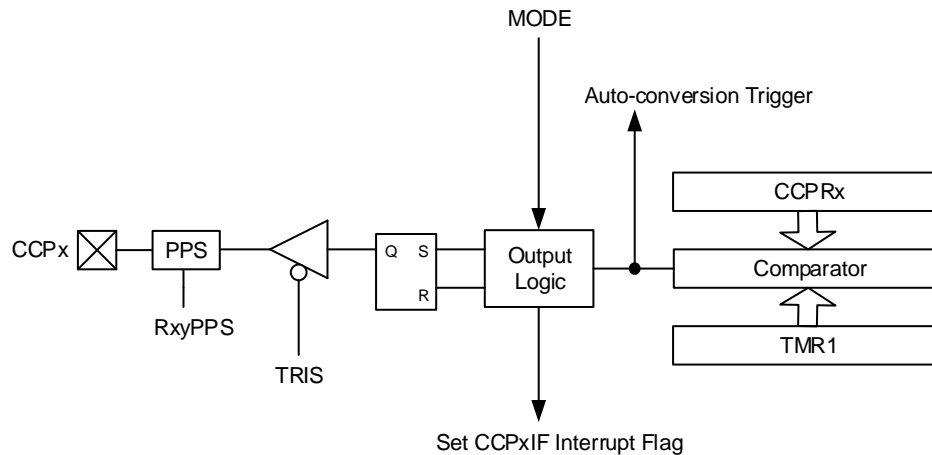 MODE
Auto-conversion Trigger
CCPRx
CCPx
PPS
Q
S
R
Output
Logic
Comparator
RxyPPS
TRIS
TMR1
Set CCPxIF Interrupt Flag